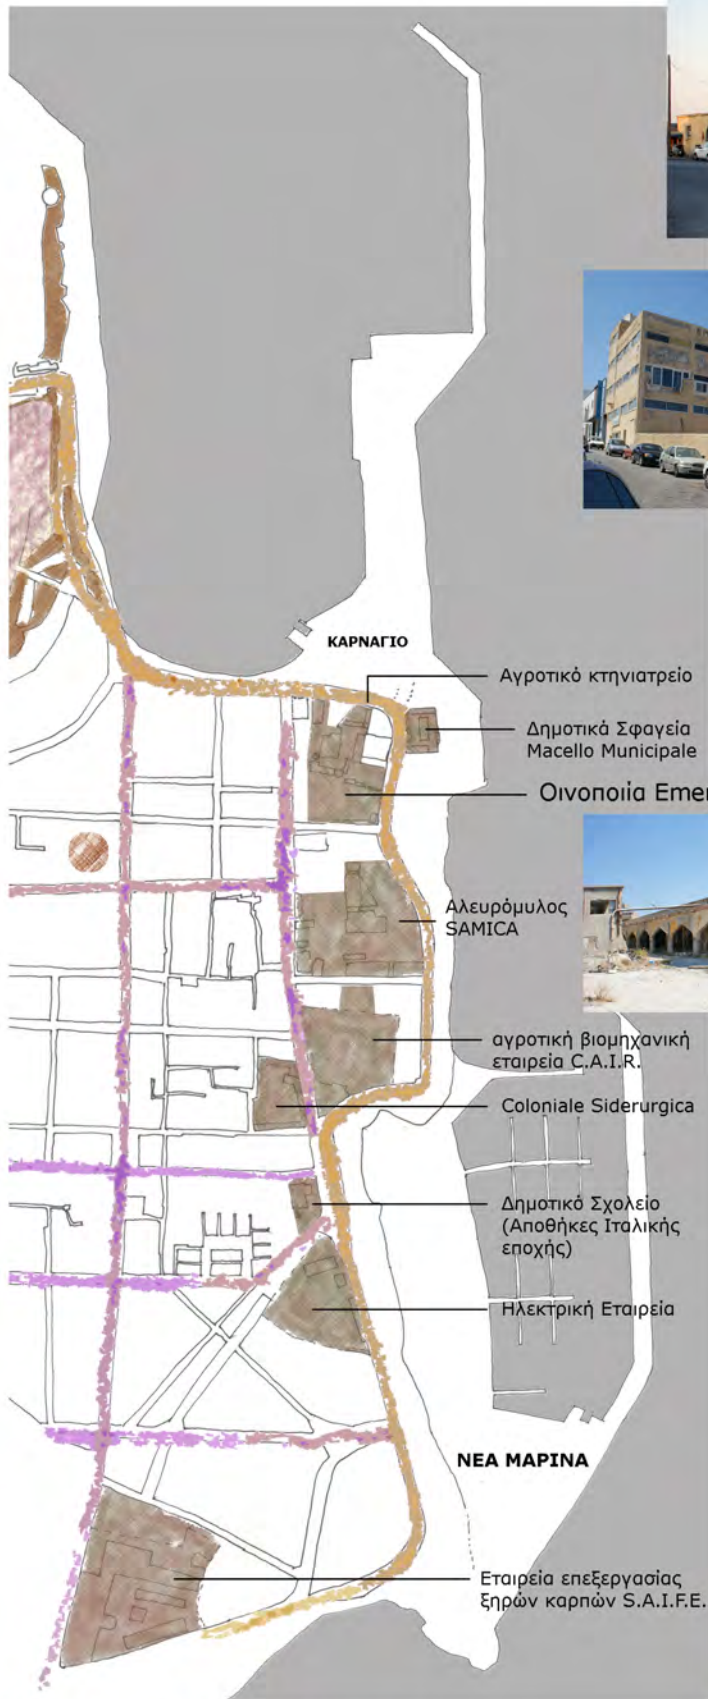 ΚΑΡΝΑΓΙΟ
Αγροτικό κτηνιατρείο
Δημοτικά Σφαγεία
Macello Municipale
Οινοποιία Emer
Αλευρόμυλος
SAMICA
αγροτική βιομηχανική
εταιρεία C.A.I.R.
Coloniale Siderurgica
Δημοτικό Σχολείο
(Αποθήκες Ιταλικής
εποχής)
Ηλεκτρική Εταιρεία
ΝΕΑ ΜΑΡΙΝΑ
Εταιρεία επεξεργασίας
ξηρών καρπών S.A.I.F.E.